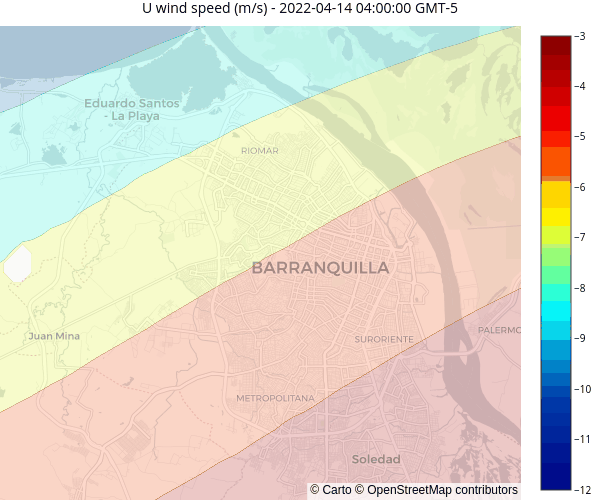 U wind speed (m/s) - 2022-04-14 04:00:00 GMT-5
Eduardo Santos
- La Playa
RIOMAR
BARRANQUILLA
Juan Mina
SURORIENTE
PALERMO
METROPOLITANA
Soledad
© Carto © OpenStreetMap contributors
−3
−4
−5
−6
−7
−8
−9
−10
−11
−12